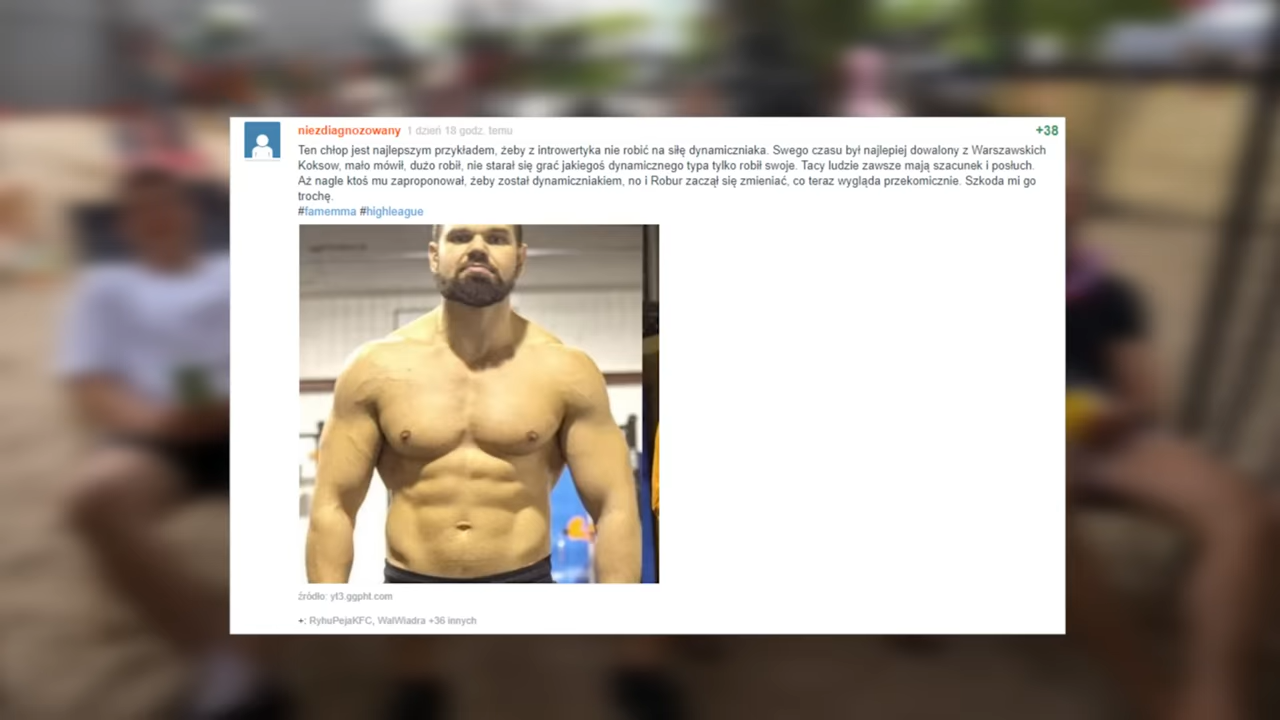 niezdiagnozowany 1 dzień 18 godz. temu +38
Ten chłop jest najlepszym przykładem, żeby z introwertyka nie robić na siłę dynamiczniaka. Swego czasu był najlepiej dowalony z Warszawskich
Koksow, mało mówił, dużo robił, nie starał się grać jakiegoś dynamicznego typa tylko robił swoje. Tacy ludzie zawsze mają szacunek i posłuch.
Aż nagle ktoś mu zaproponował, żeby został dynamiczniakiem, no i Robur zaczął się zmieniać, co teraz wygląda przekomicznie. Szkoda mi go
trochę.
#famemma #highleague
źródło: yt3.ggpht.com
+: RyhuPejaKFC, WalWiadra +36 innych